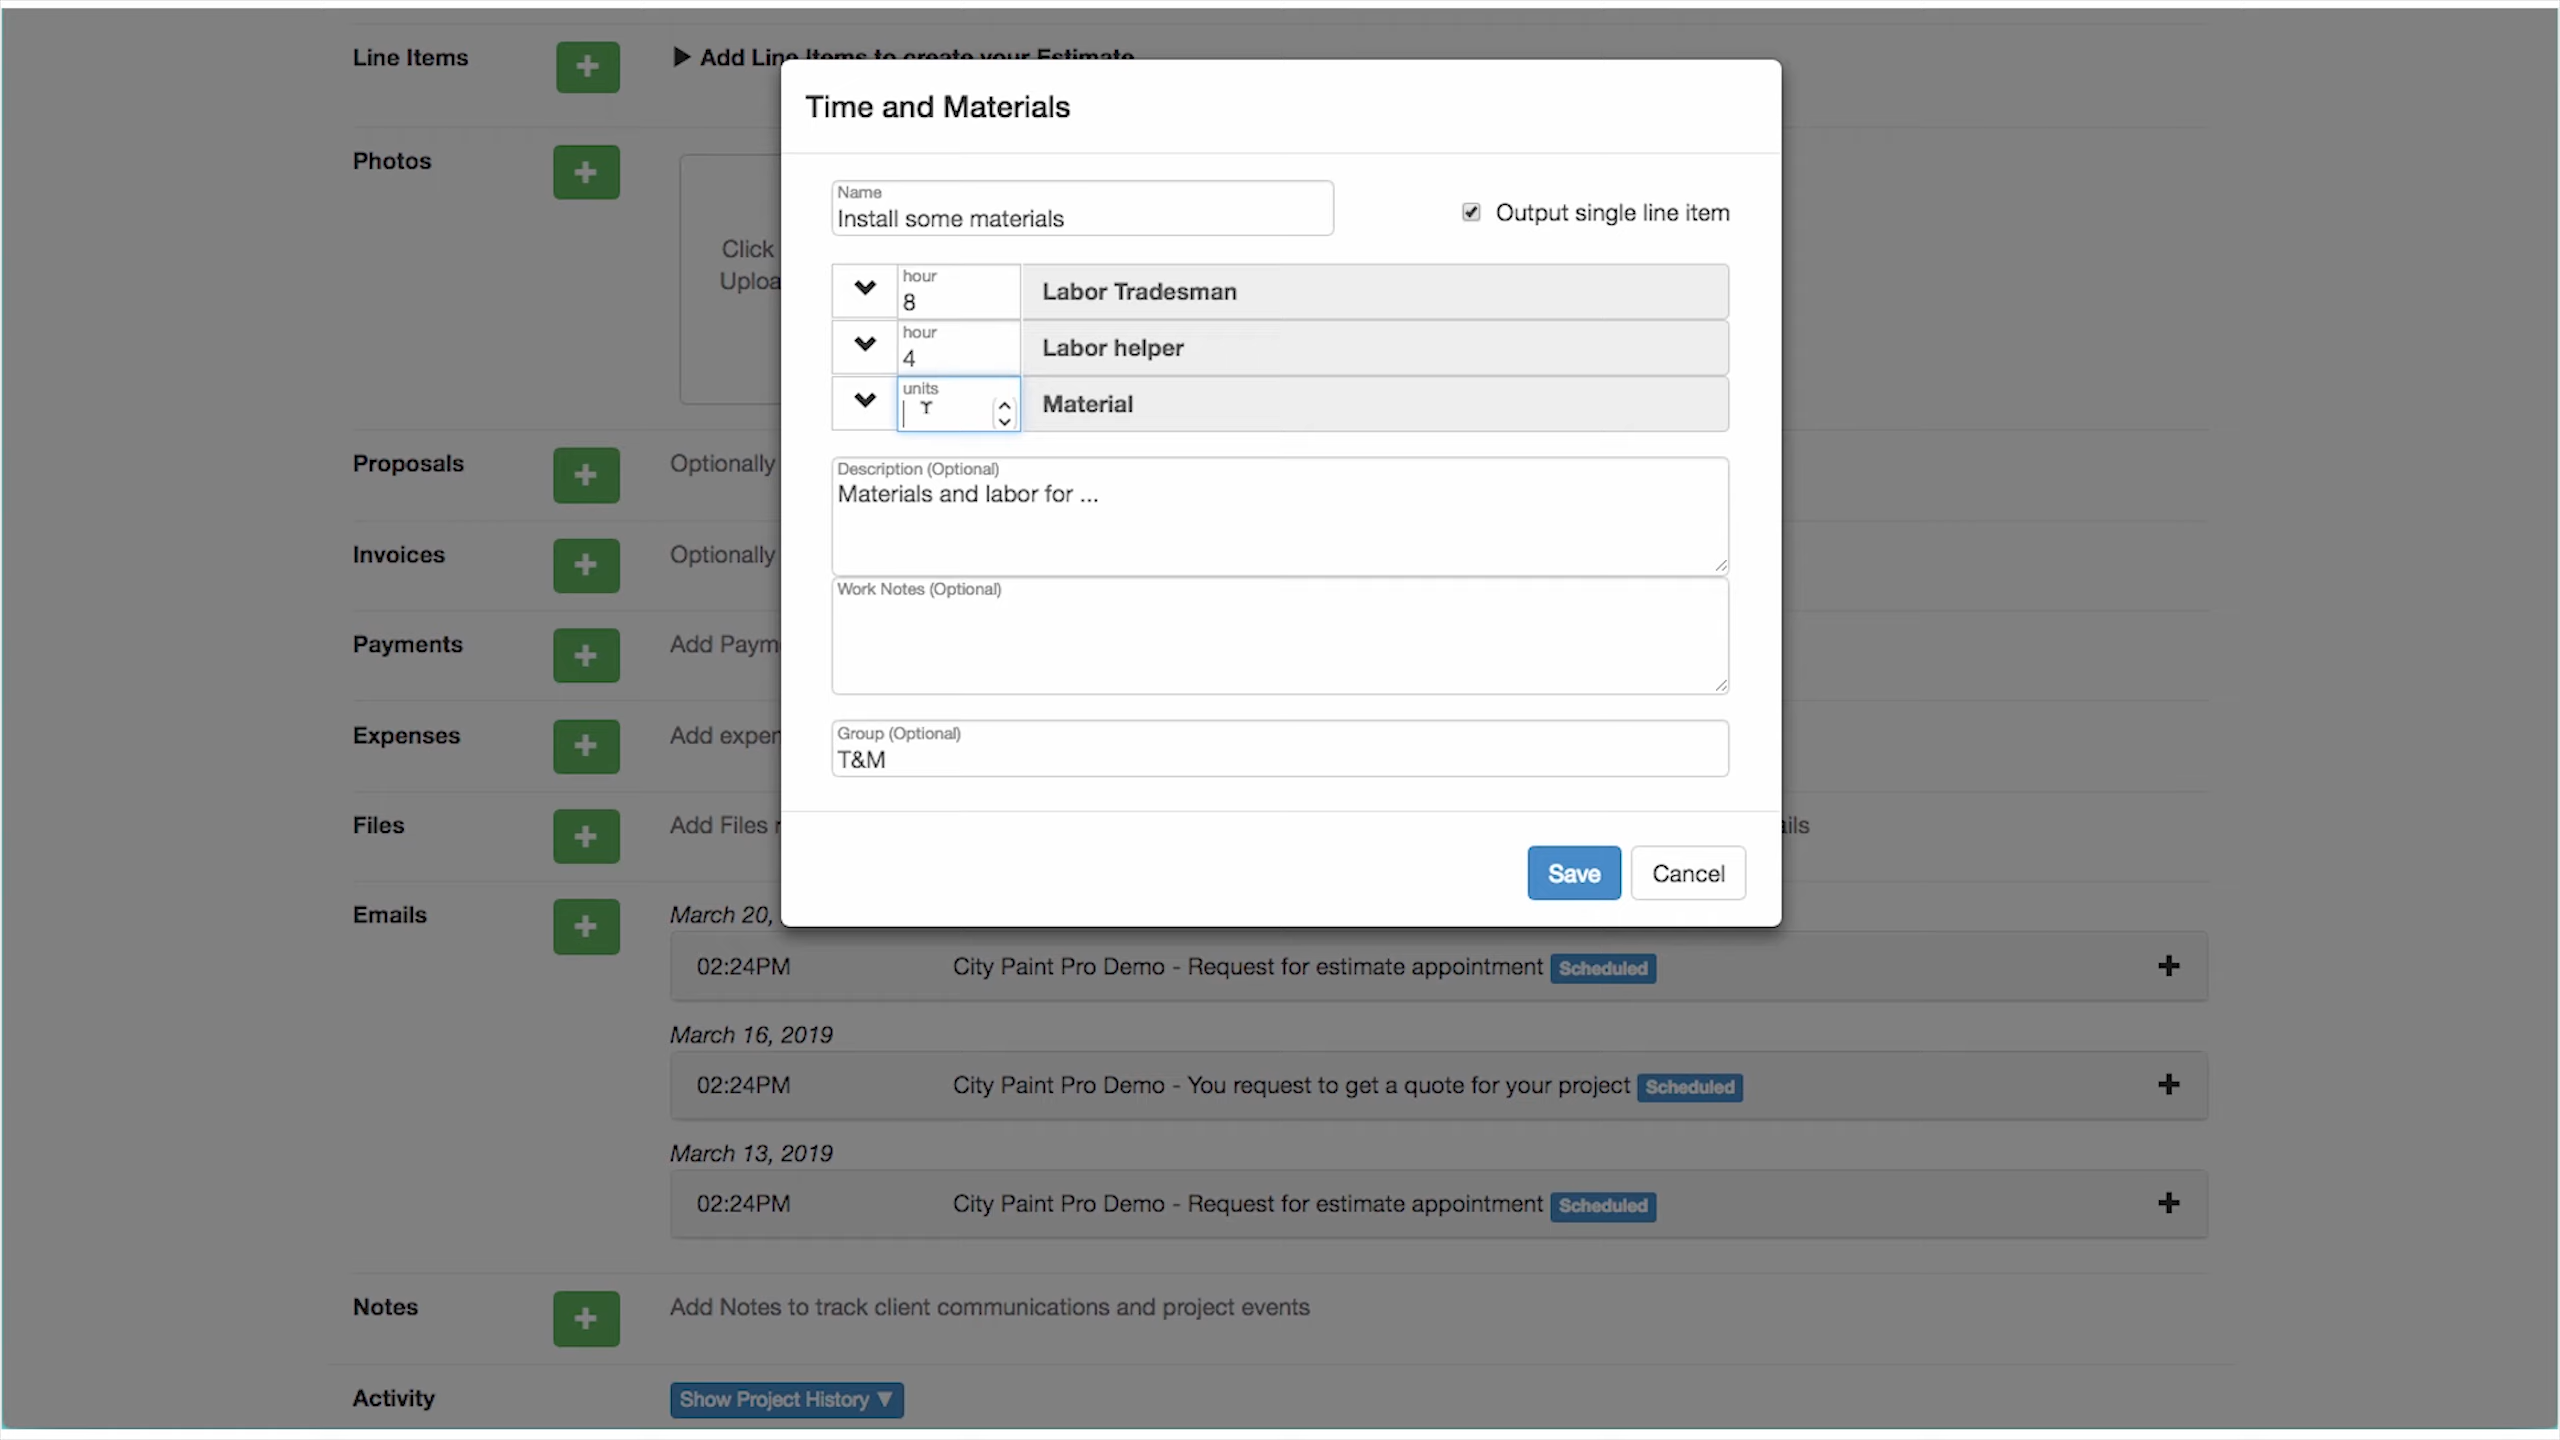 Line Items
Add Line Items to create your Estimate
Time and Materials
Photos
Name
Install some materials
Output single line item
Click
Uploa
hour
8
Labor Tradesman
hour
4
Labor helper
units
Material
Proposals
Optionally
Description (Optional)
Materials and labor for ...
Invoices
Optionally
Work Notes (Optional)
Payments
Add Paym
Expenses
Add expen
Group (Optional)
T&M
Files
Add Files
ails
Save
Cancel
Emails
March 20,
02:24PM
City Paint Pro Demo - Request for estimate appointment Scheduled
March 16, 2019
02:24PM
City Paint Pro Demo - You request to get a quote for your project Scheduled
March 13, 2019
02:24PM
City Paint Pro Demo - Request for estimate appointment Scheduled
Notes
Add Notes to track client communications and project events
Activity
Show Project History ▼